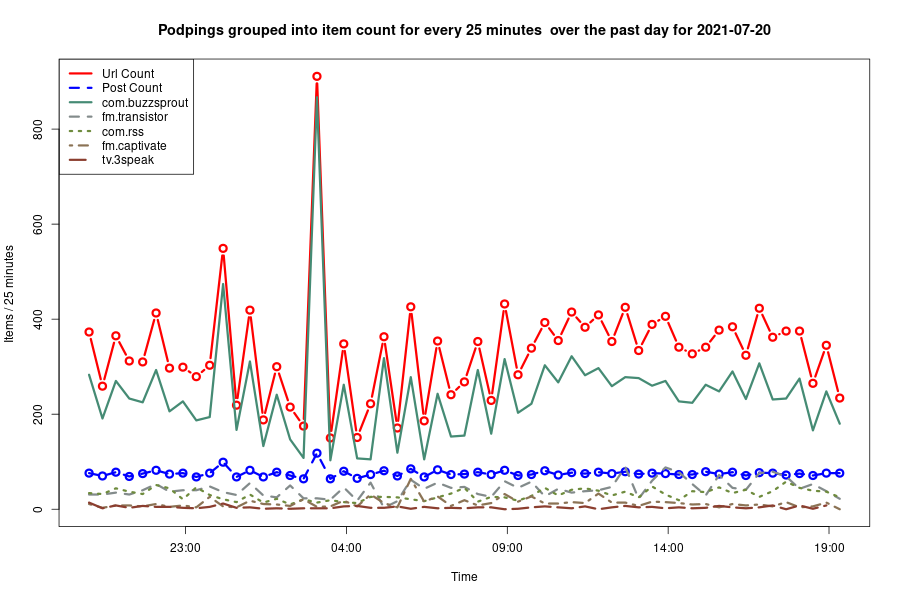 Podpings grouped into item count for every 25 minutes  over the past day for 2021-07-20
Url Count
Post Count
com.buzzsprout
fm.transistor
com.rss
fm.captivate
tv.3speak
Items / 25 minutes
800
600
400
200
0
23:00
04:00
09:00
14:00
19:00
Time